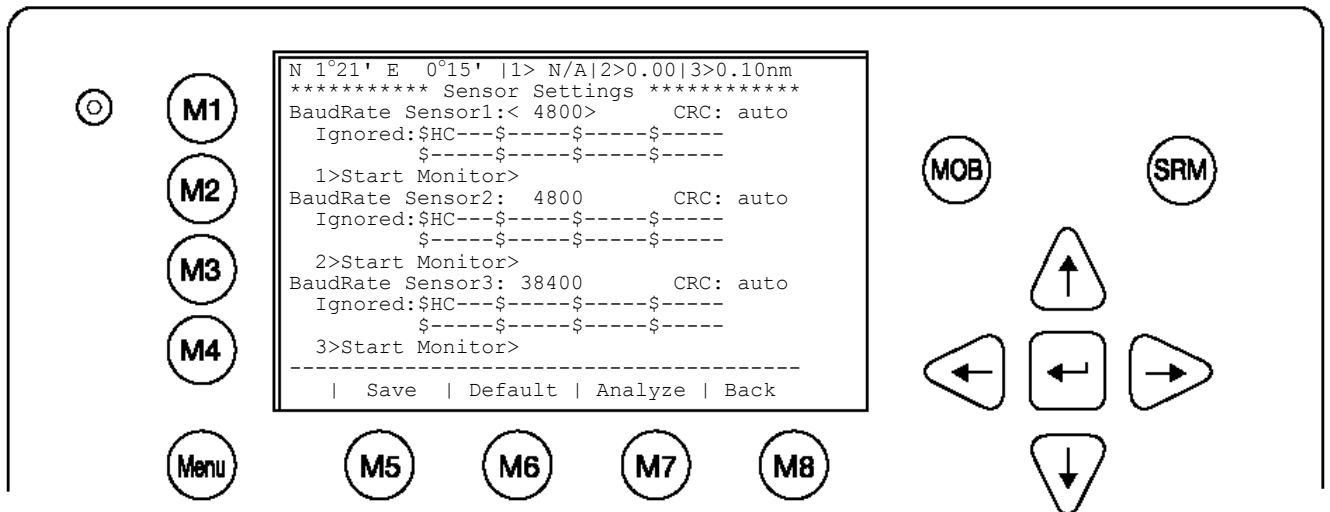 N 1°21' E  0°15' |1> N/A|2>0.00|3>0.10nm
*********** Sensor Settings ************
BaudRate Sensor1:< 4800>      CRC: auto
Ignored:$HC---$-----$-----$-----
$-----$-----$-----$-----
1>Start Monitor>
BaudRate Sensor2:  4800       CRC: auto
Ignored:$HC---$-----$-----$-----
$-----$-----$-----$-----
2>Start Monitor>
BaudRate Sensor3: 38400       CRC: auto
Ignored:$HC---$-----$-----$-----
$-----$-----$-----$-----
3>Start Monitor>
----------------------------------------
|  Save  | Default | Analyze | Back
M1
M2
M3
M4
MOB
SRM
Menu
M5
M6
M7
M8